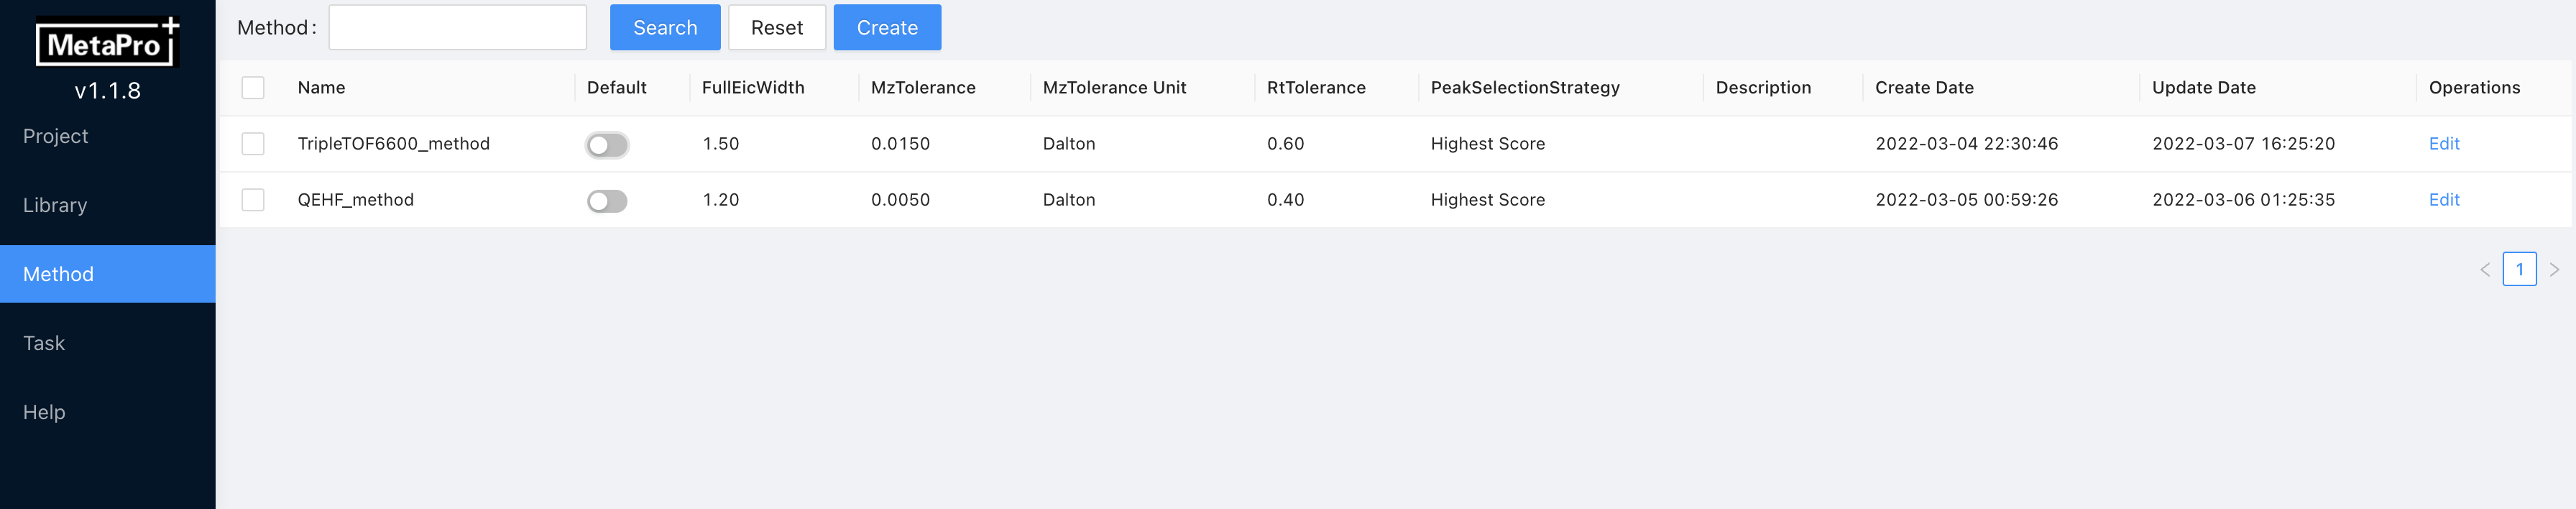 MetaPro+
v1.1.8
Project
Library
Method
Task
Help
Method: Search Reset Create
Name Default FullEicWidth MzTolerance MzTolerance Unit RtTolerance PeakSelectionStrategy Description Create Date Update Date Operations
TripleTOF6600_method 1.50 0.0150 Dalton 0.60 Highest Score 2022-03-04 22:30:46 2022-03-07 16:25:20 Edit
QEHF_method 1.20 0.0050 Dalton 0.40 Highest Score 2022-03-05 00:59:26 2022-03-06 01:25:35 Edit
< 1 >